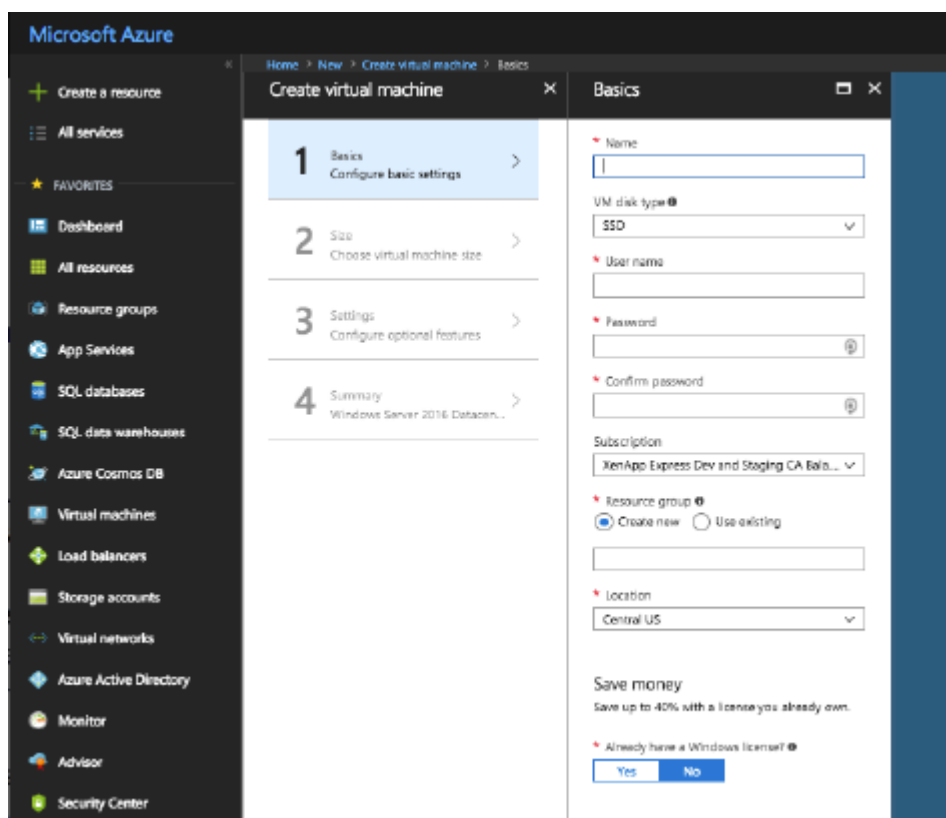 Microsoft Azure
Home > New > Create virtual machine > Basics
Create a resource
All services
FAVORITES
Dashboard
All resources
Resource groups
App Services
SQL databases
SQL data warehouses
Azure Cosmos DB
Virtual machines
Load balancers
Storage accounts
Virtual networks
Azure Active Directory
Monitor
Advisor
Security Center
Create virtual machine
1
Basics
Configure basic settings
2
Size
Choose virtual machine size
3
Settings
Configure optional features
4
Summary
Windows Server 2016 Datacen...
Basics
* Name
VM disk type
SSD
* User name
* Password
* Confirm password
Subscription
XenApp Express Dev and Staging CA Bala...
* Resource group
Create new Use existing
* Location
Central US
Save money
Save up to 40% with a license you already own.
* Already have a Windows license?
Yes No